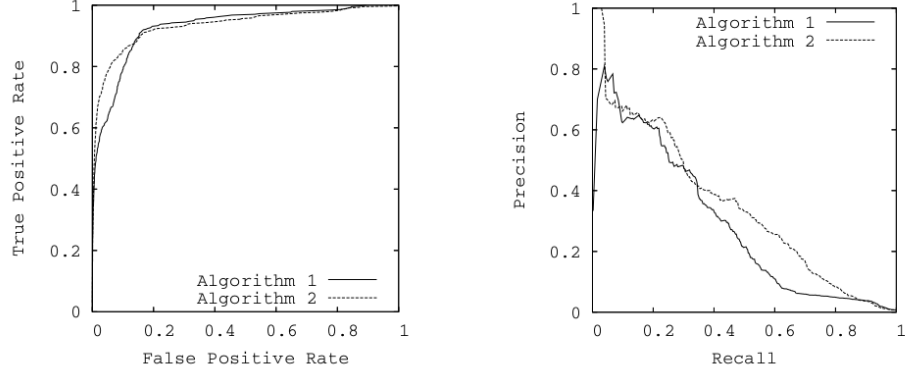 1
0.8
0.6
0.4
0.2
0
True Positive Rate
Algorithm 1
Algorithm 2
0 0.2 0.4 0.6 0.8 1
False Positive Rate
1
0.8
0.6
0.4
0.2
0
Precision
Algorithm 1
Algorithm 2
0 0.2 0.4 0.6 0.8 1
Recall